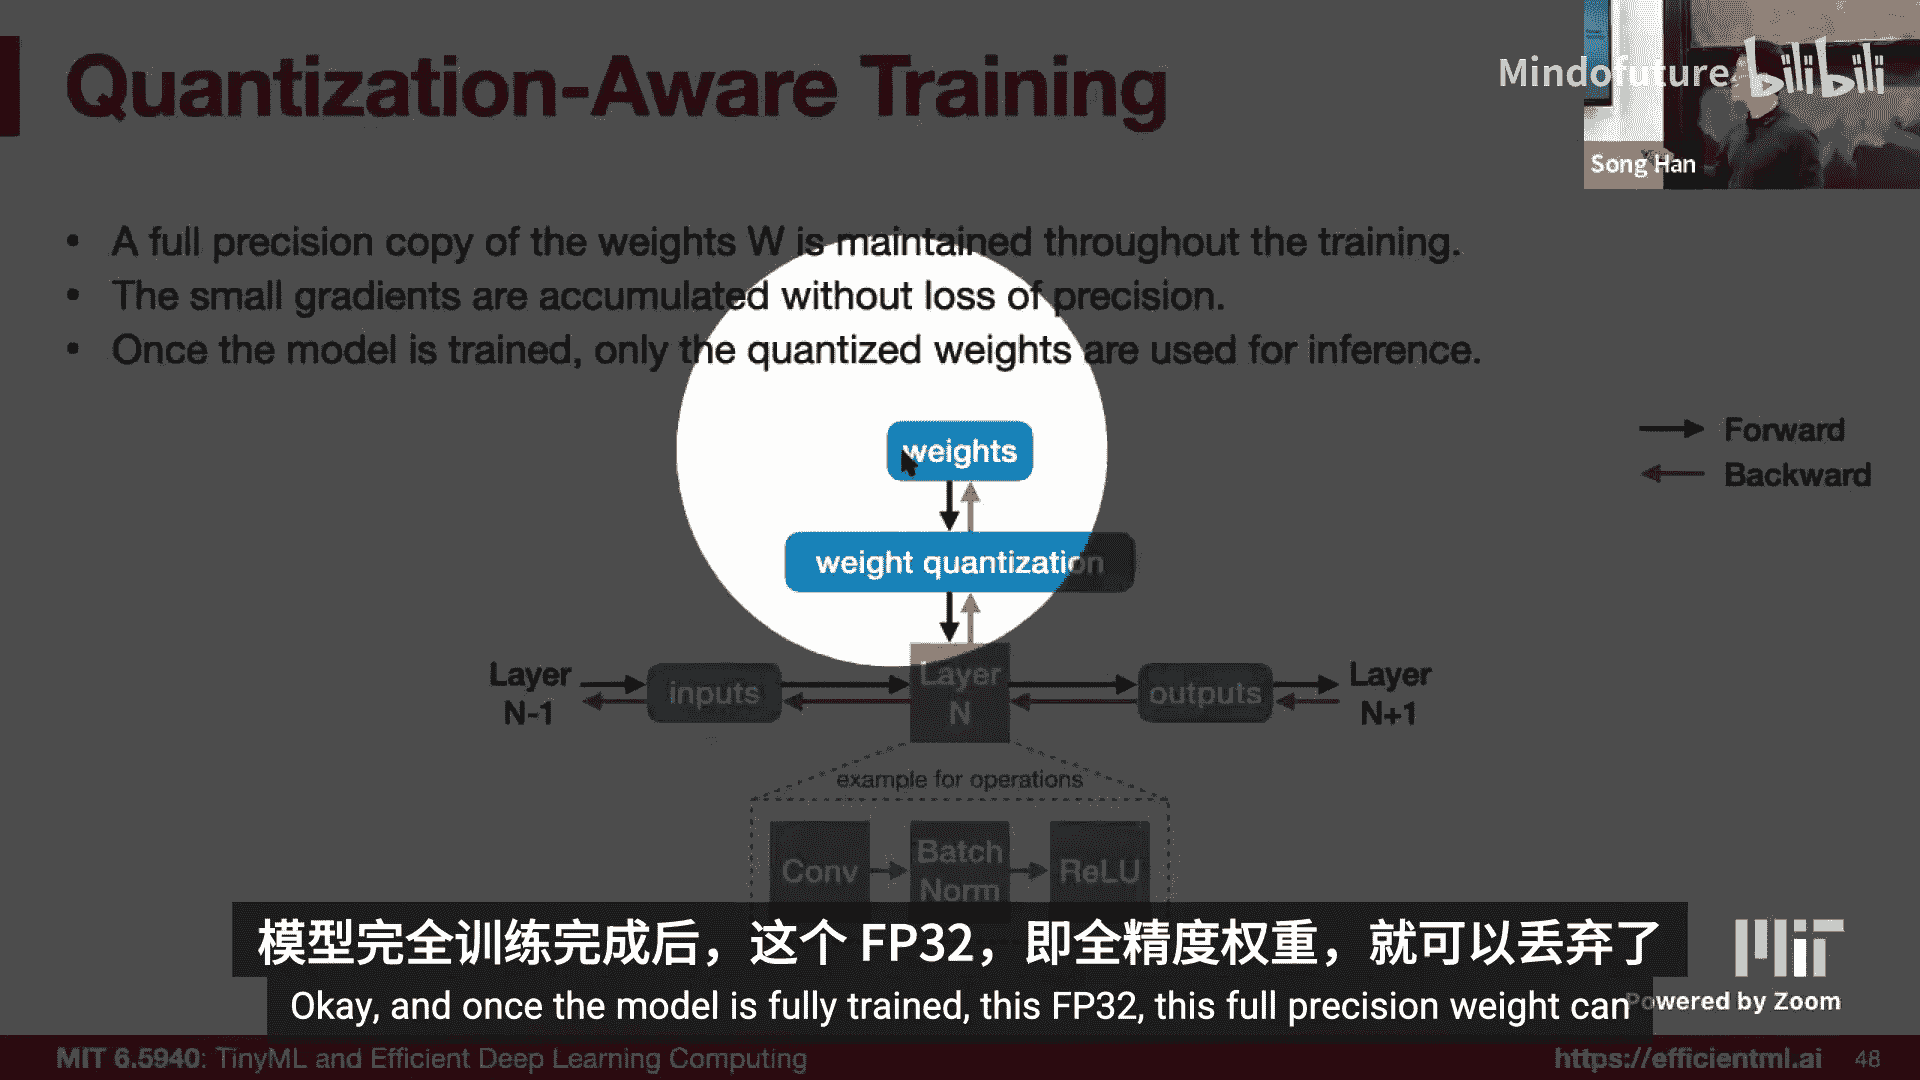 Quantization-Aware Training
Mindofuture
bilibili
Song Han
• A full precision copy of the weights W is maintained throughout the training.
• The small gradients are accumulated without loss of precision.
• Once the model is trained, only the quantized weights are used for inference.
Forward
Backward
weights
weight quantization
Layer
N-1
inputs
Layer
N
outputs
Layer
N+1
example for operations
Conv
Batch
Norm
ReLU
模型完全训练完成后，这个 FP32，即全精度权重，就可以丢弃了
Okay, and once the model is fully trained, this FP32, this full precision weight can
MIT
Powered by Zoom
MIT 6.5940: TinyML and Efficient Deep Learning Computing
https://efficientml.ai
48